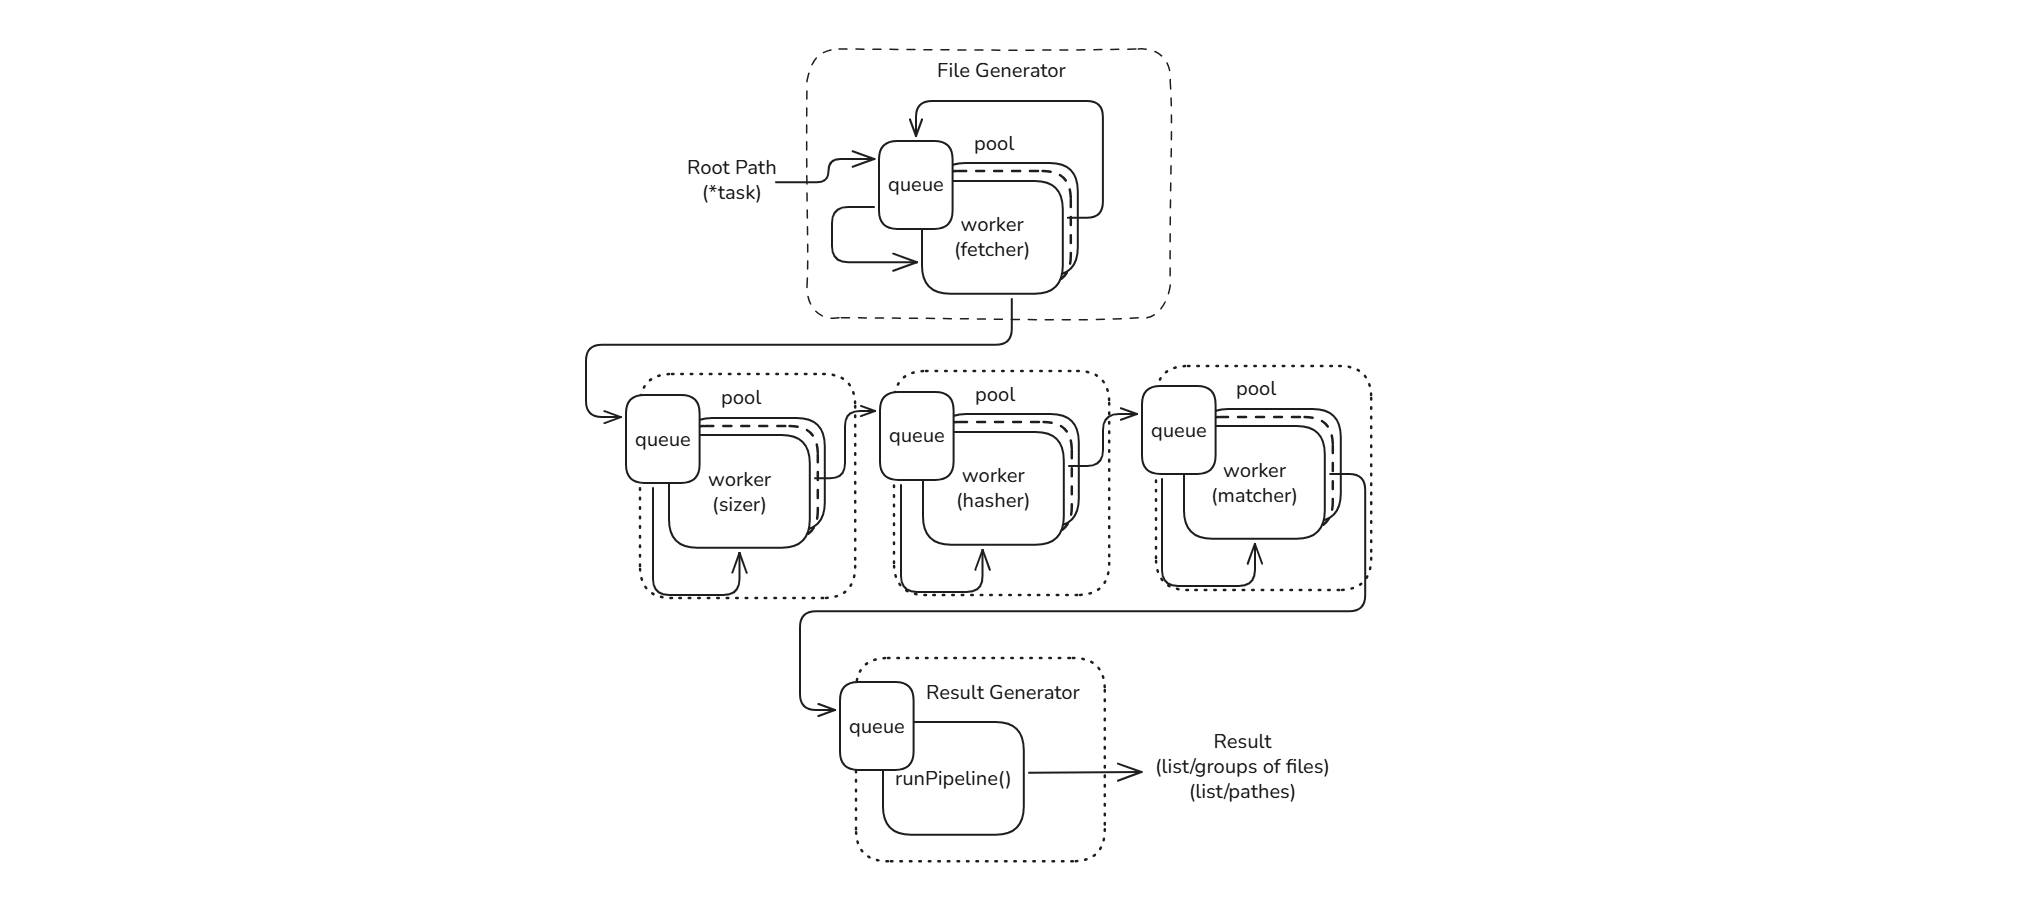 File Generator
pool
Root Path
(*task)
queue
worker
(fetcher)
pool
queue
worker
(sizer)
pool
queue
worker
(hasher)
pool
queue
worker
(matcher)
Result Generator
queue
runPipeline()
Result
(list/groups of files)
(list/pathes)